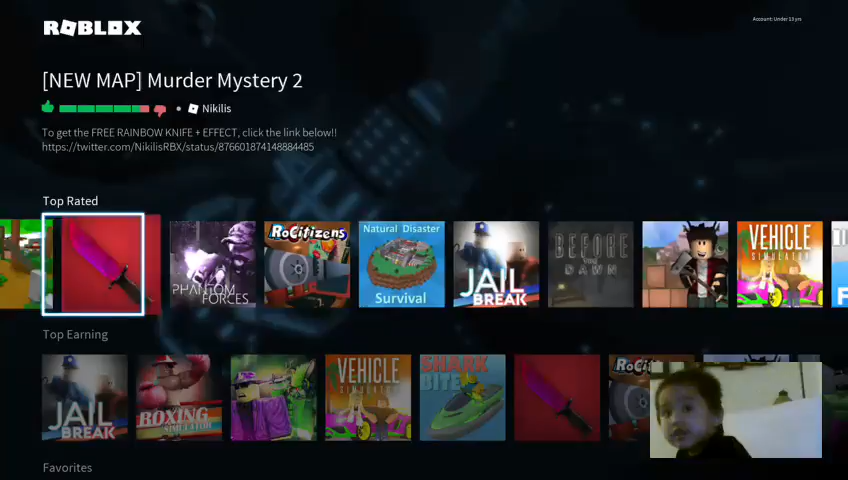 ROBLOX
Account: Under 13 yrs
[NEW MAP] Murder Mystery 2
Nikilis
To get the FREE RAINBOW KNIFE + EFFECT, click the link below!!
https://twitter.com/NikilisRBX/status/876601874148884485
Top Rated
PHANTOM
FORCES
RoCitizens
Natural Disaster
Survival
JAIL
BREAK
BEFORE
THE
DAWN
VEHICLE
SIMULATOR
Top Earning
JAIL
BREAK
BOXING
SIMULATOR
VEHICLE
SIMULATOR
SHARK
BITE
RoCi
Favorites